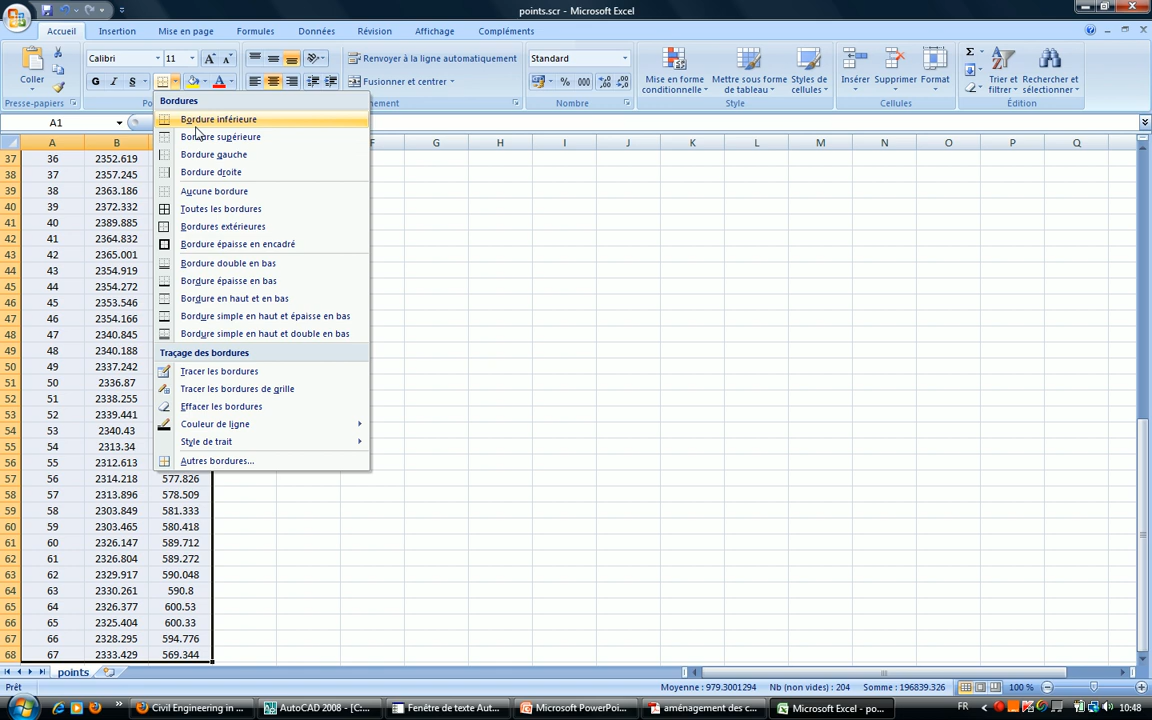 points.scr - Microsoft Excel
Accueil Insertion Mise en page Formules Données Révision Affichage Compléments
Coller
Calibri 11
G I S
Renvoyer à la ligne automatiquement
Fusionner et centrer
Standard
% 000
Mise en forme conditionnelle
Mettre sous forme de tableau
Styles de cellules
Insérer Supprimer Format
Trier et filtrer
Rechercher et sélectionner
Presse-papiers Nombre Style Cellules Édition
A1
A B F G H I J K L M N O P Q
Bordures
Bordure inférieure
Bordure supérieure
Bordure gauche
Bordure droite
Aucune bordure
Toutes les bordures
Bordures extérieures
Bordure épaisse en encadré
Bordure double en bas
Bordure épaisse en bas
Bordure en haut et en bas
Bordure simple en haut et épaisse en bas
Bordure simple en haut et double en bas
Traçage des bordures
Tracer les bordures
Tracer les bordures de grille
Effacer les bordures
Couleur de ligne
Style de trait
Autres bordures...
37 36 2352.619
38 37 2357.245
39 38 2363.186
40 39 2372.332
41 40 2389.885
42 41 2364.832
43 42 2365.001
44 43 2354.919
45 44 2354.272
46 45 2353.546
47 46 2354.166
48 47 2340.845
49 48 2340.188
50 49 2337.242
51 50 2336.87
52 51 2338.255
53 52 2339.441
54 53 2340.43
55 54 2313.34
56 55 2312.613
57 56 2314.218 577.826
58 57 2313.896 578.509
59 58 2303.849 581.333
60 59 2303.465 580.418
61 60 2326.147 589.712
62 61 2326.804 589.272
63 62 2329.917 590.048
64 63 2330.261 590.8
65 64 2326.377 600.53
66 65 2325.404 600.33
67 66 2328.295 594.776
68 67 2333.429 569.344
points
Prêt Moyenne : 979.3001294 Nb (non vides) : 204 Somme : 196839.326 100 %
Civil Engineering in ... AutoCAD 2008 - [C:... Fenêtre de texte Aut... Microsoft PowerPoi... aménagement des c... Microsoft Excel - po... FR 10:48